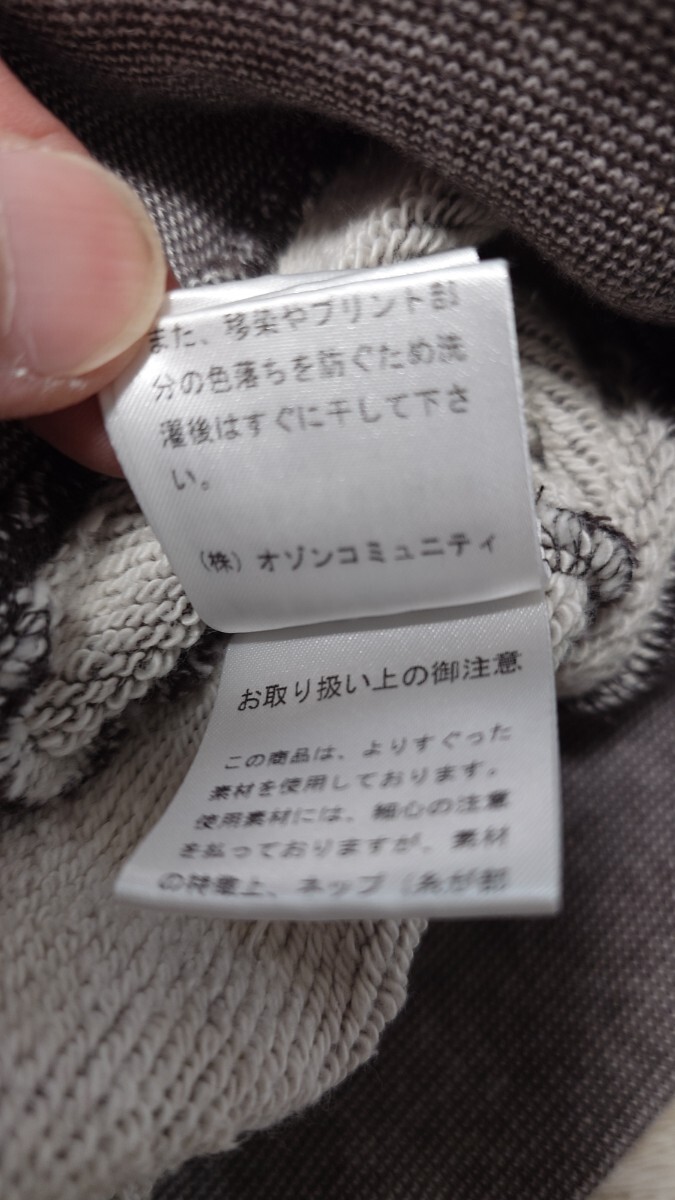 また、移染やプリント部
分の色落ちを防ぐため洗
濯後はすぐに干して下さ
い。
(株) オゾンコミュニティ
お取り扱い上の御注意
この商品は、よりすぐった
素材を使用しております。
使用素材には、細心の注意
を払っておりますが、素材
の特徴上、ネップ（糸が部